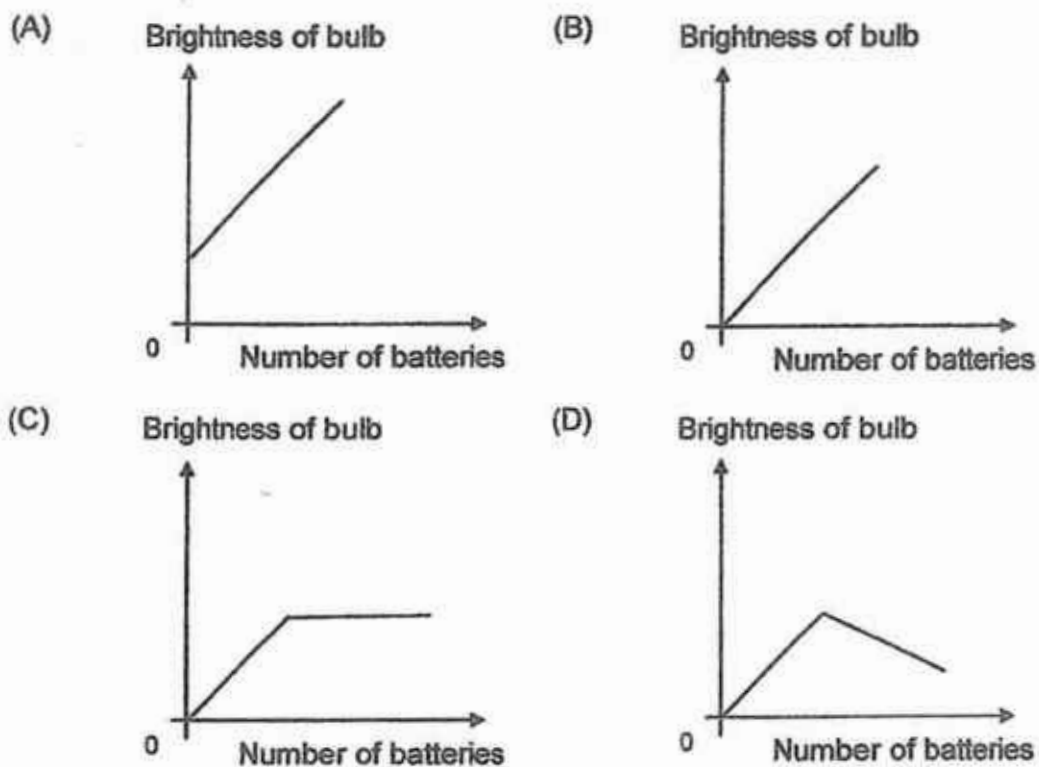 (A)
Brightness of bulb
0
Number of batteries
(B)
Brightness of bulb
0
Number of batteries
(C)
Brightness of bulb
0
Number of batteries
(D)
Brightness of bulb
0
Number of batteries